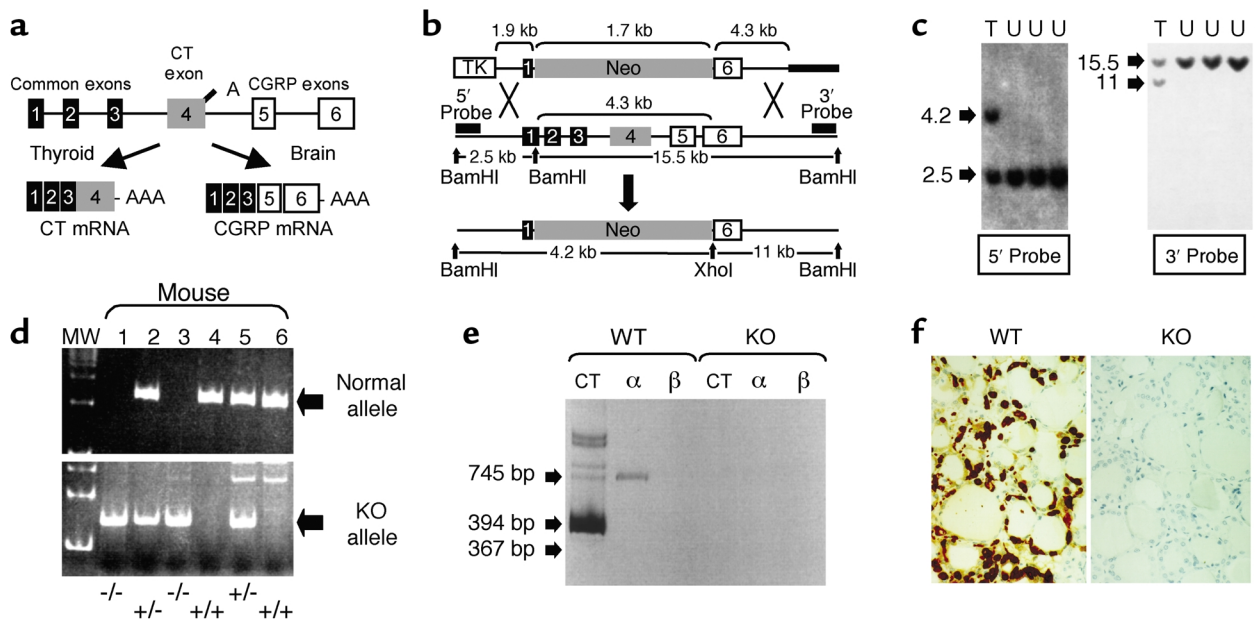 a
CT
exon
A
Common exons
CGRP exons
1 2 3 4 5 6
Thyroid
Brain
1 2 3 4 - AAA
1 2 3 5 6 - AAA
CT mRNA
CGRP mRNA
b
1.9 kb 1.7 kb 4.3 kb
TK 1 Neo 6
5′
Probe
4.3 kb
3′
Probe
1 2 3 4 5 6
2.5 kb 15.5 kb
BamHI BamHI BamHI
1 Neo 6
4.2 kb 11 kb
BamHI XhoI BamHI
c
T U U U
4.2
2.5
5′ Probe
T U U U
15.5
11
3′ Probe
d
Mouse
MW 1 2 3 4 5 6
Normal
allele
KO
allele
-/- +/- -/- +/+ +/- +/+
e
WT KO
CT α β CT α β
745 bp
394 bp
367 bp
f
WT KO